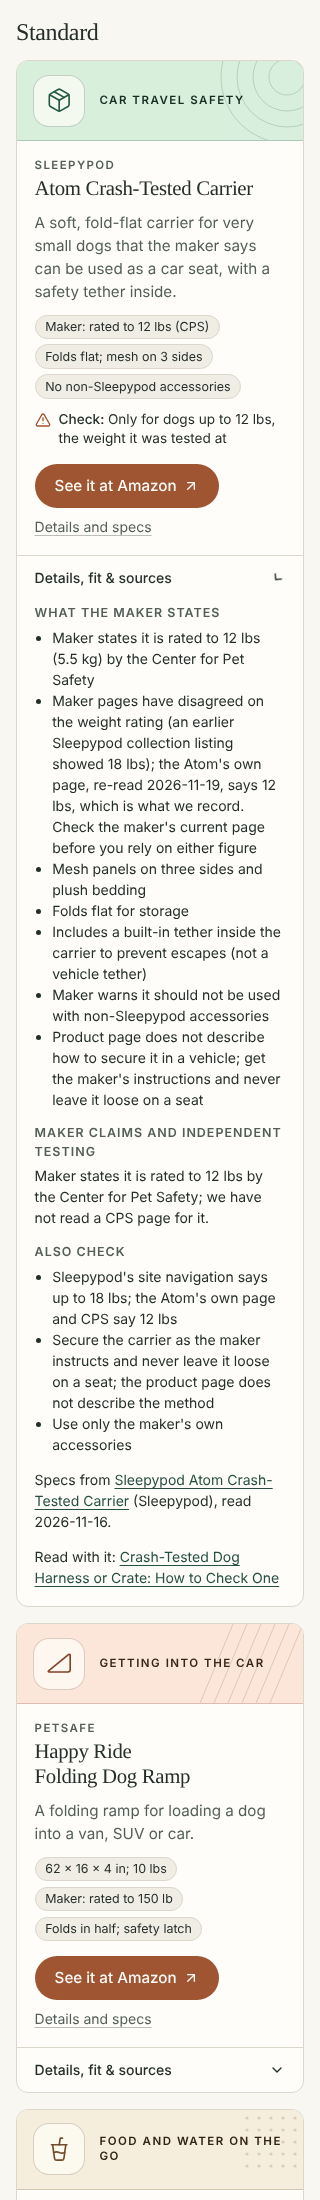 Standard
CAR TRAVEL SAFETY
SLEEPYPOD
Atom Crash-Tested Carrier
A soft, fold-flat carrier for very
small dogs that the maker says
can be used as a car seat, with a
safety tether inside.
Maker: rated to 12 lbs (CPS)
Folds flat; mesh on 3 sides
No non-Sleepypod accessories
Check: Only for dogs up to 12 lbs,
the weight it was tested at
See it at Amazon
Details and specs
Details, fit & sources
WHAT THE MAKER STATES
• Maker states it is rated to 12 lbs
(5.5 kg) by the Center for Pet
Safety
• Maker pages have disagreed on
the weight rating (an earlier
Sleepypod collection listing
showed 18 lbs); the Atom's own
page, re-read 2026-11-19, says 12
lbs, which is what we record.
Check the maker's current page
before you rely on either figure
• Mesh panels on three sides and
plush bedding
• Folds flat for storage
• Includes a built-in tether inside the
carrier to prevent escapes (not a
vehicle tether)
• Maker warns it should not be used
with non-Sleepypod accessories
• Product page does not describe
how to secure it in a vehicle; get
the maker's instructions and never
leave it loose on a seat
MAKER CLAIMS AND INDEPENDENT
TESTING
Maker states it is rated to 12 lbs by
the Center for Pet Safety; we have
not read a CPS page for it.
ALSO CHECK
• Sleepypod's site navigation says
up to 18 lbs; the Atom's own page
and CPS say 12 lbs
• Secure the carrier as the maker
instructs and never leave it loose
on a seat; the product page does
not describe the method
• Use only the maker's own
accessories
Specs from Sleepypod Atom Crash-
Tested Carrier (Sleepypod), read
2026-11-16.
Read with it: Crash-Tested Dog
Harness or Crate: How to Check One
GETTING INTO THE CAR
PETSAFE
Happy Ride
Folding Dog Ramp
A folding ramp for loading a dog
into a van, SUV or car.
62 × 16 × 4 in; 10 lbs
Maker: rated to 150 lb
Folds in half; safety latch
See it at Amazon
Details and specs
Details, fit & sources
FOOD AND WATER ON THE
GO